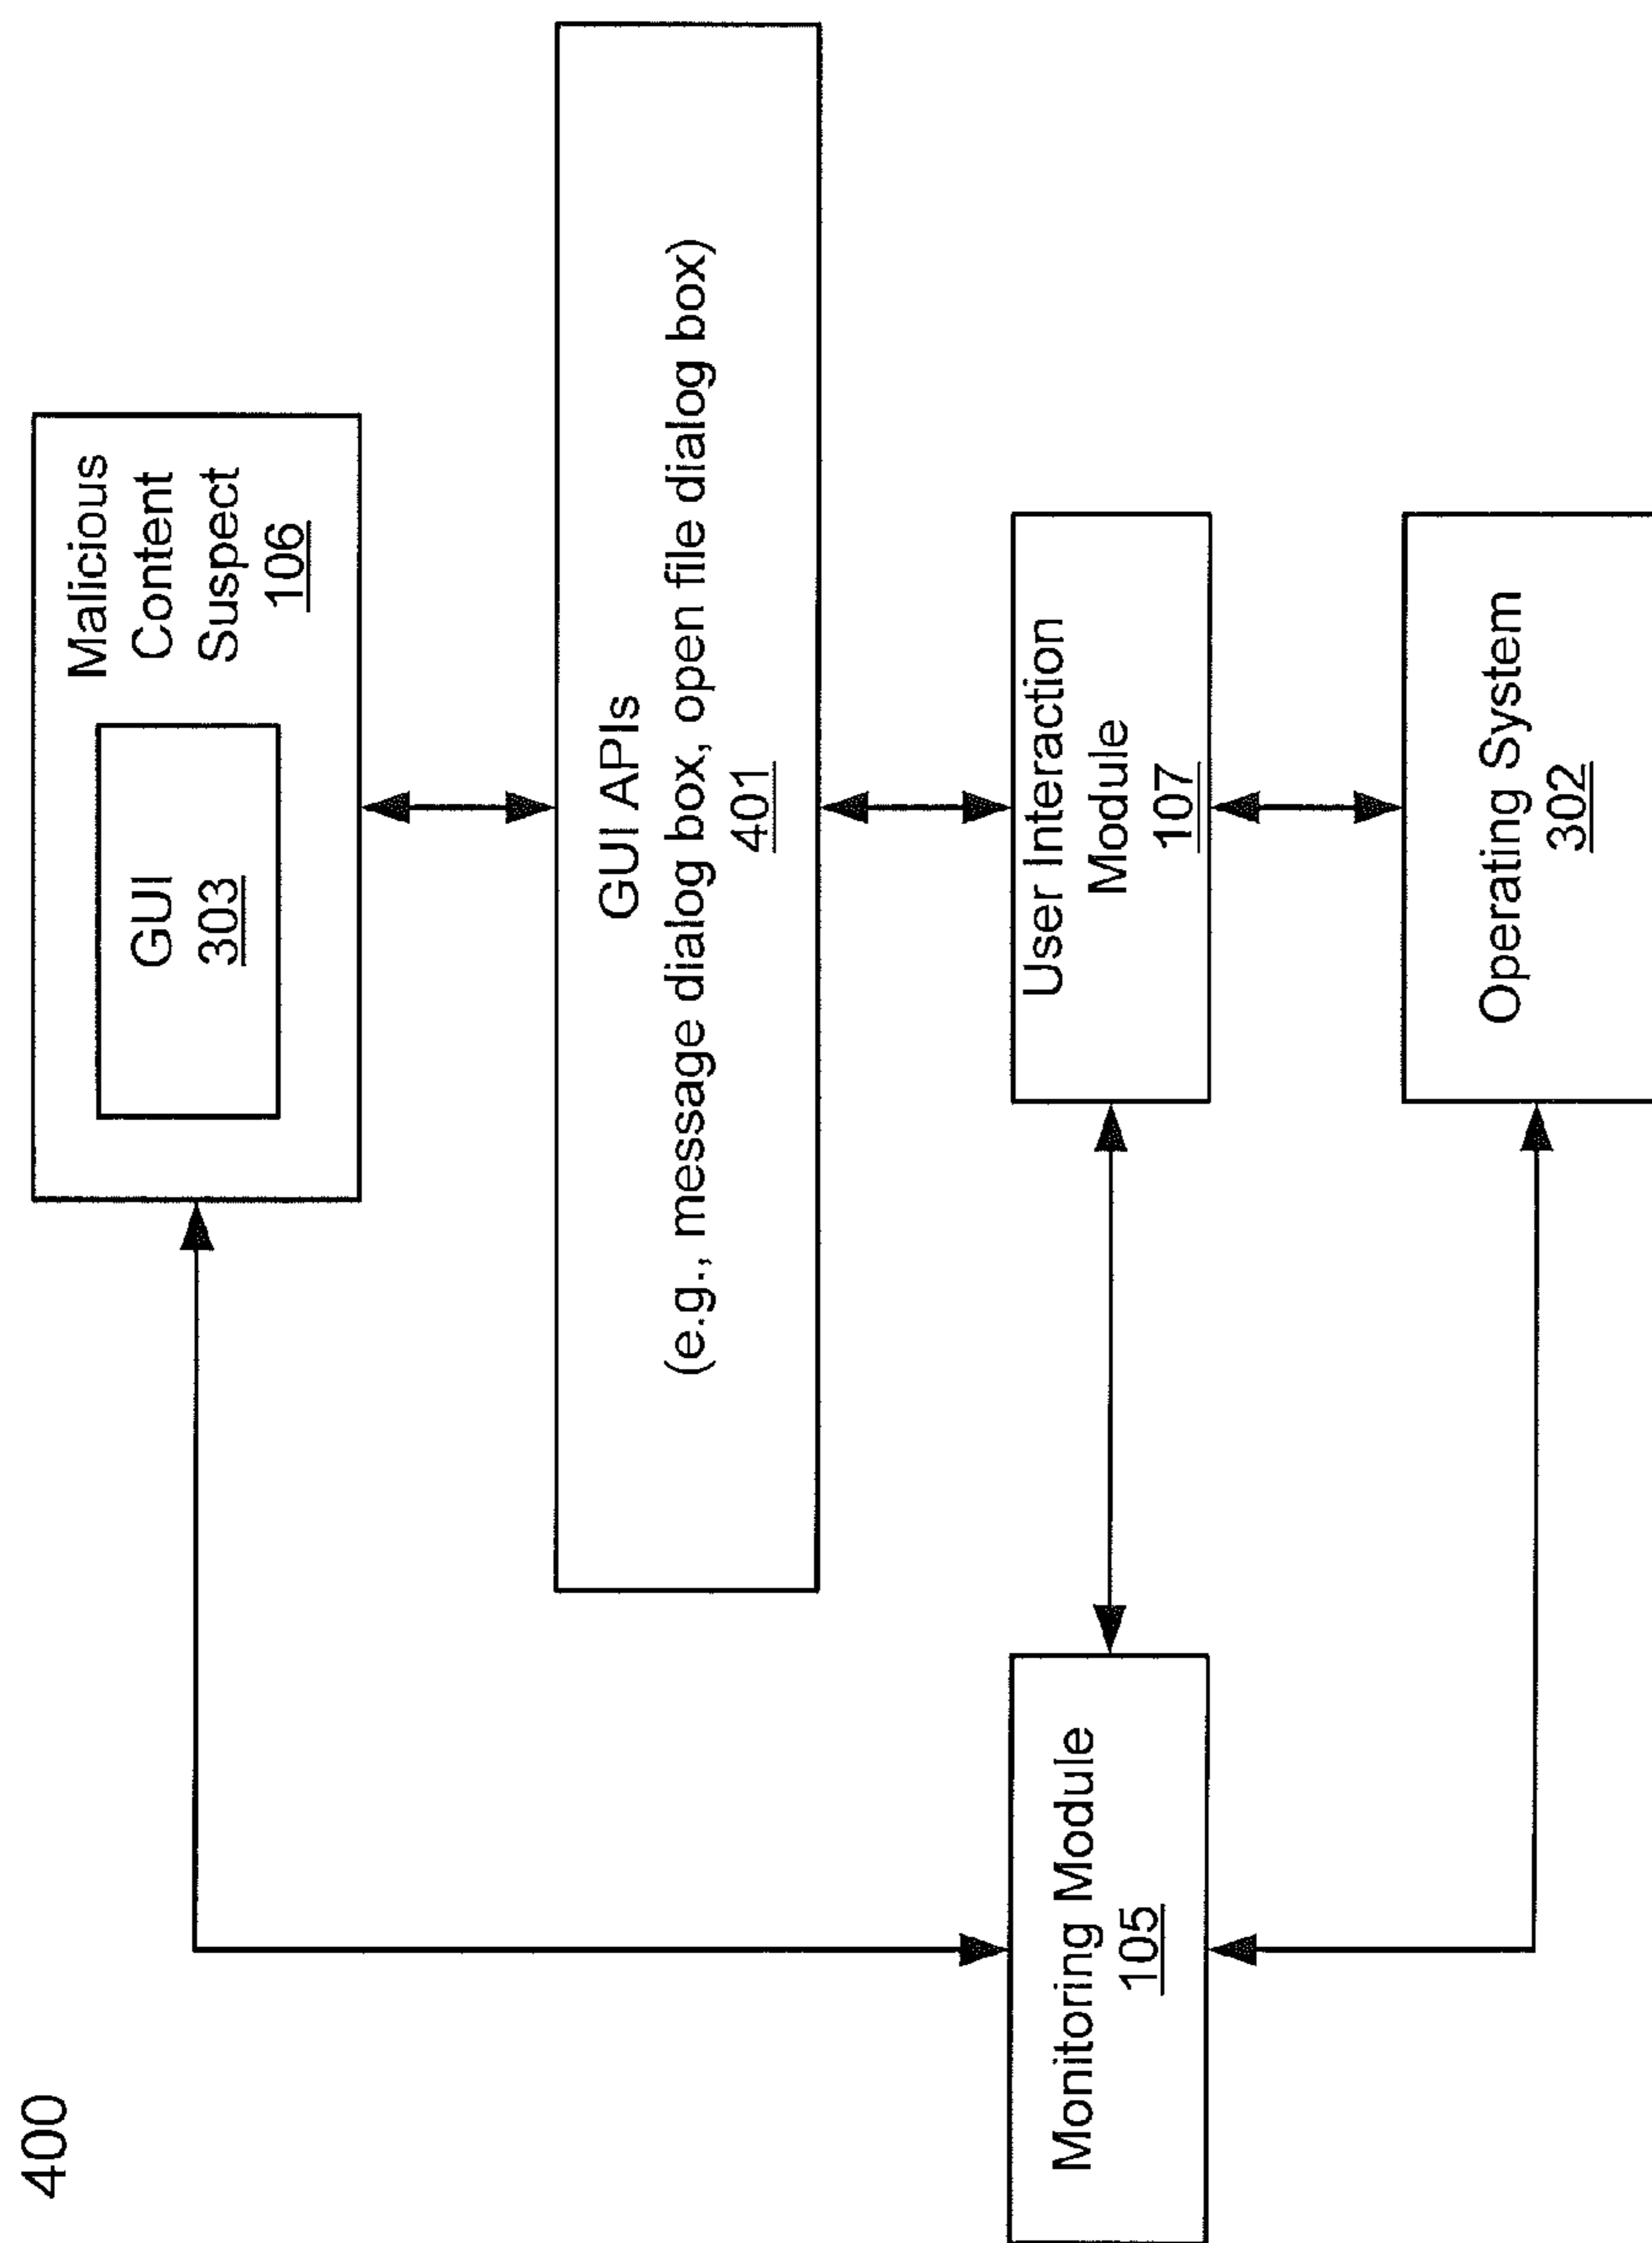 400
Malicious
Content
Suspect
106
GUI
303
GUI APIs
(e.g., message dialog box, open file dialog box)
401
Monitoring Module
105
User Interaction
Module
107
Operating System
302